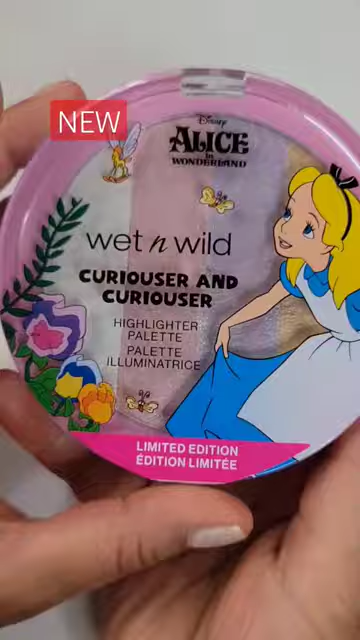 NEW
Disney
ALICE
in
WONDERLAND
wet n wild
CURIOUSER AND
CURIOUSER
HIGHLIGHTER
PALETTE
PALETTE
ILLUMINATRICE
LIMITED EDITION
ÉDITION LIMITÉE